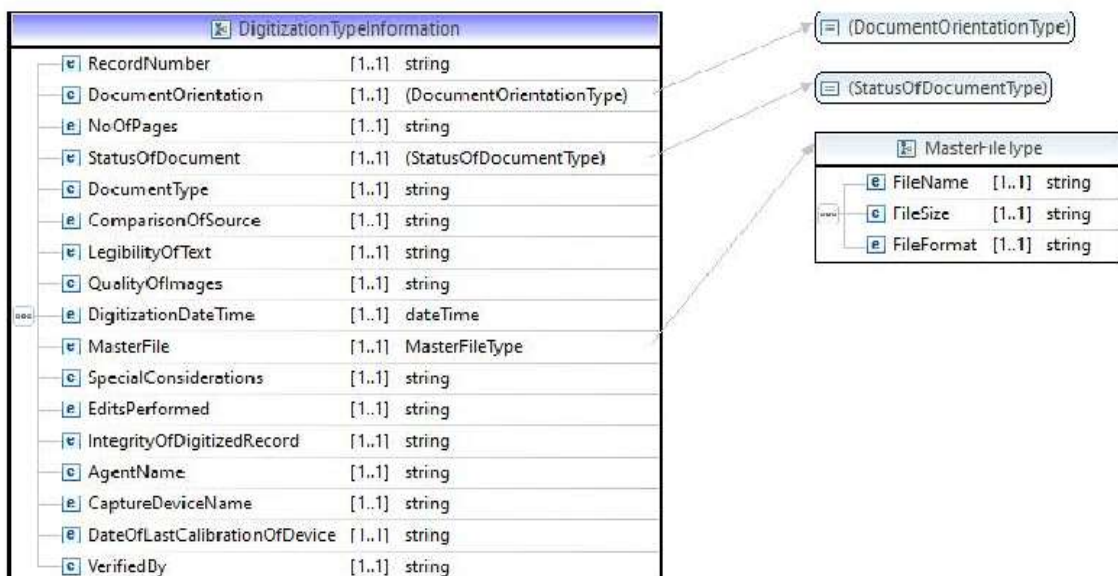 DigitizationTypeInformation
RecordNumber [1..1] string
DocumentOrientation [1..1] (DocumentOrientationType)
NoOfPages [1..1] string
StatusOfDocument [1..1] (StatusOfDocumentType)
DocumentType [1..1] string
ComparisonOfSource [1..1] string
LegibilityOfText [1..1] string
QualityOfImages [1..1] string
DigitizationDateTime [1..1] dateTime
MasterFile [1..1] MasterFileType
SpecialConsiderations [1..1] string
EditsPerformed [1..1] string
IntegrityOfDigitizedRecord [1..1] string
AgentName [1..1] string
CaptureDeviceName [1..1] string
DateOfLastCalibrationOfDevice [1..1] string
VerifiedBy [1..1] string
(DocumentOrientationType)
(StatusOfDocumentType)
MasterFileType
FileName [1..1] string
FileSize [1..1] string
FileFormat [1..1] string